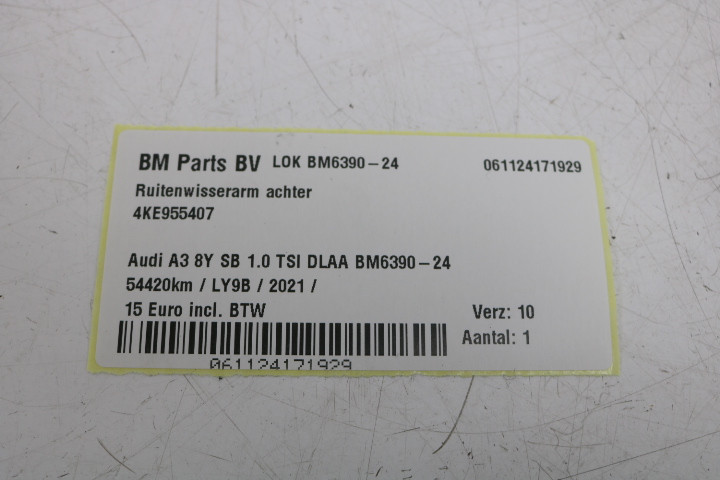 BM Parts BV LOK BM6390-24 061124171929
Ruitenwisserarm achter
4KE955407
Audi A3 8Y SB 1.0 TSI DLAA BM6390-24
54420km / LY9B / 2021 /
15 Euro incl. BTW Verz: 10
Aantal: 1
061124171929